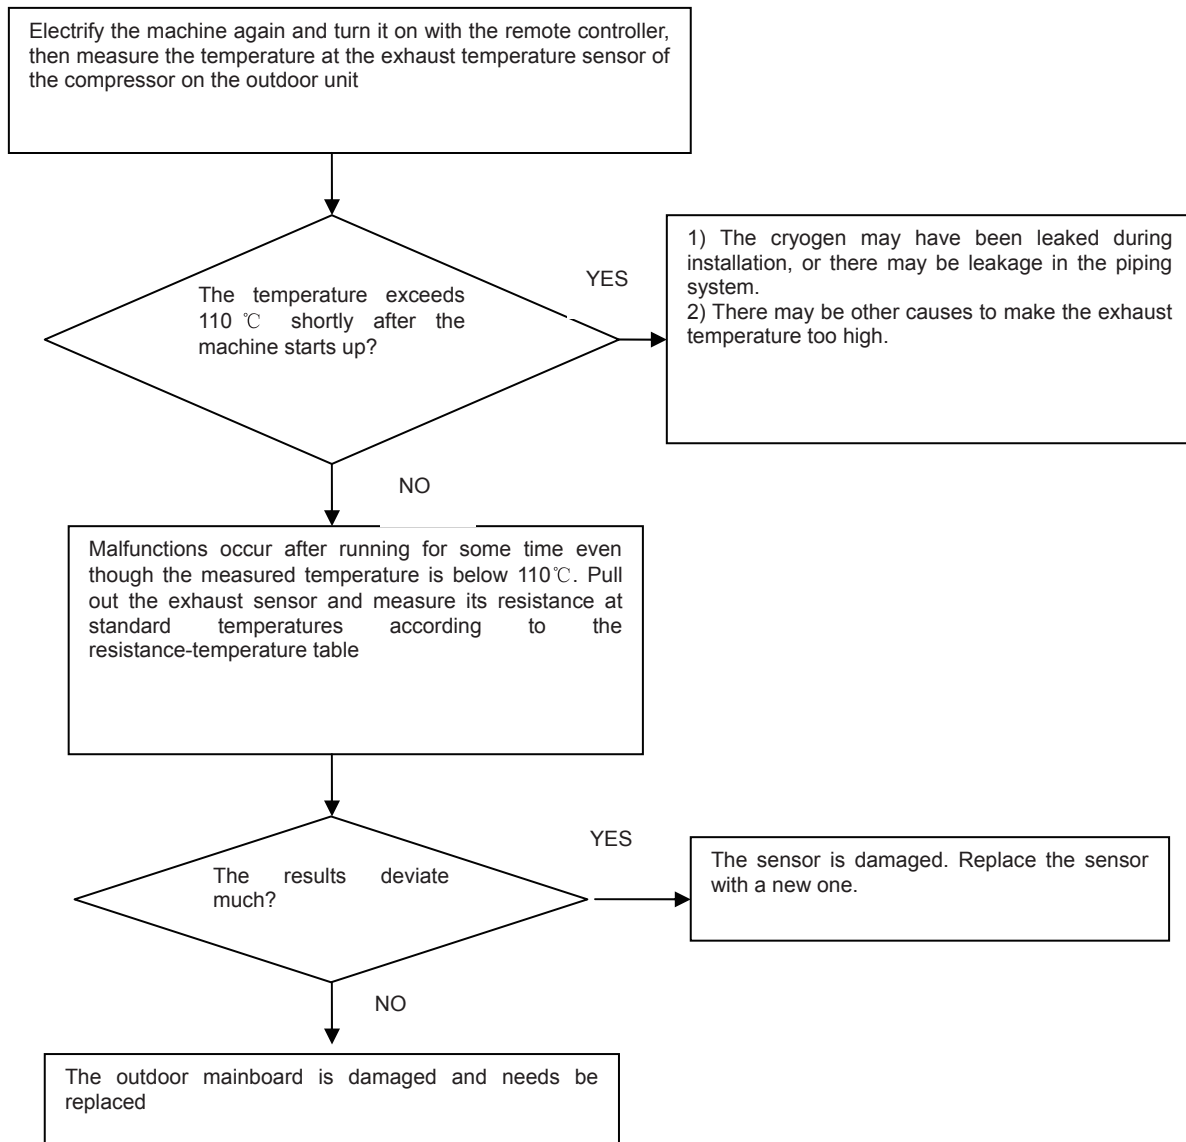 Electrify the machine again and turn it on with the remote controller,
then measure the temperature at the exhaust temperature sensor of
the compressor on the outdoor unit
The temperature exceeds
110 ℃ shortly after the
machine starts up?
YES
1) The cryogen may have been leaked during
installation, or there may be leakage in the piping
system.
2) There may be other causes to make the exhaust
temperature too high.
NO
Malfunctions occur after running for some time even
though the measured temperature is below 110℃. Pull
out the exhaust sensor and measure its resistance at
standard temperatures according to the
resistance-temperature table
The results deviate
much?
YES
The sensor is damaged. Replace the sensor
with a new one.
NO
The outdoor mainboard is damaged and needs be
replaced